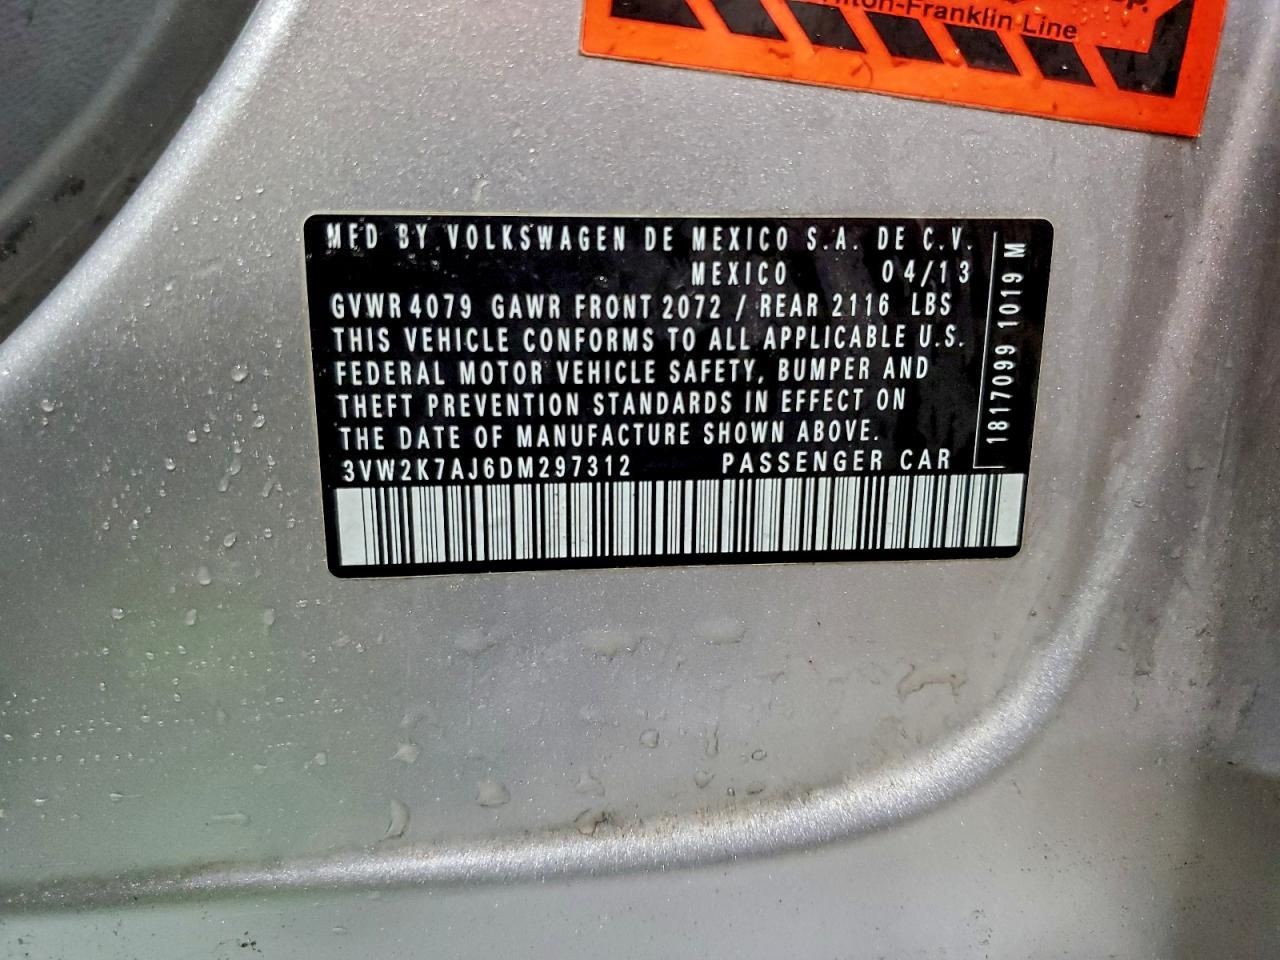 Franklin Line
MFD BY VOLKSWAGEN DE MEXICO S.A. DE C.V.
MEXICO 04/13
GVWR 4079 GAWR FRONT 2072 / REAR 2116 LBS
THIS VEHICLE CONFORMS TO ALL APPLICABLE U.S.
FEDERAL MOTOR VEHICLE SAFETY, BUMPER AND
THEFT PREVENTION STANDARDS IN EFFECT ON
THE DATE OF MANUFACTURE SHOWN ABOVE.
3VW2K7AJ6DM297312 PASSENGER CAR
1817099 1019 M